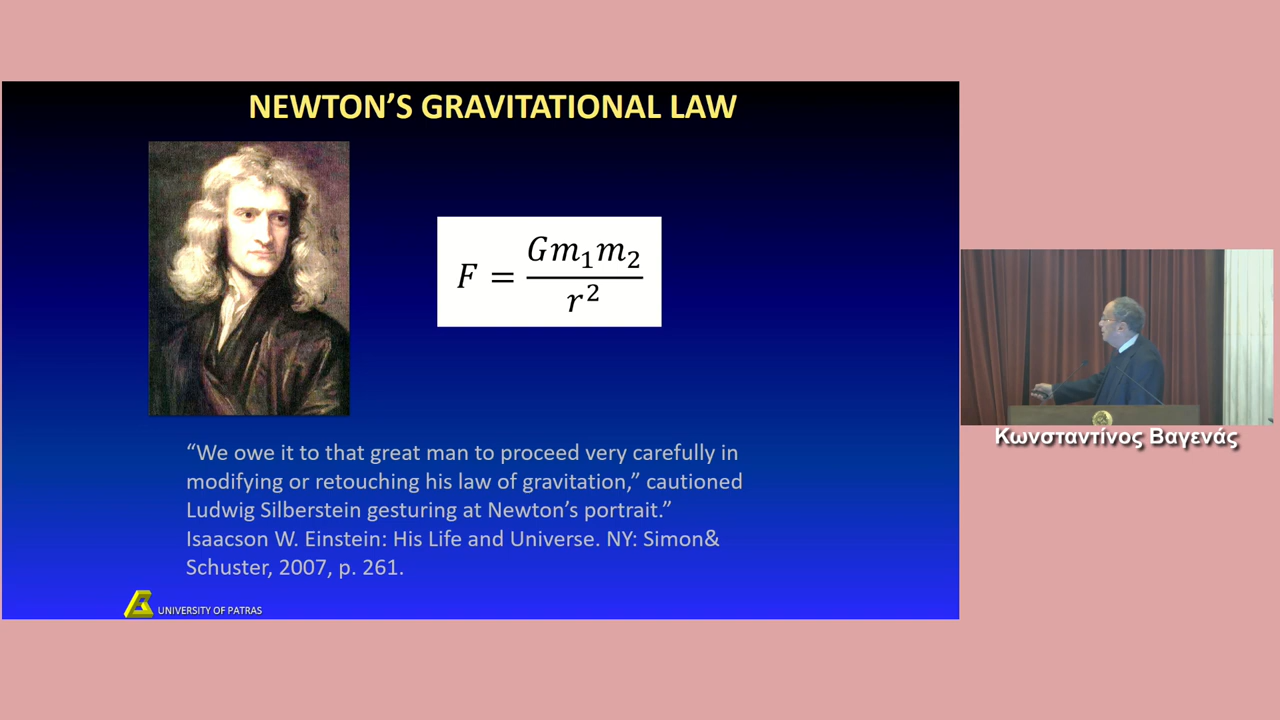 NEWTON’S GRAVITATIONAL LAW
F = Gm₁m₂ / r²
“We owe it to that great man to proceed very carefully in
modifying or retouching his law of gravitation,” cautioned
Ludwig Silberstein gesturing at Newton’s portrait.”
Isaacson W. Einstein: His Life and Universe. NY: Simon&
Schuster, 2007, p. 261.
UNIVERSITY OF PATRAS
Κωνσταντίνος Βαγενάς